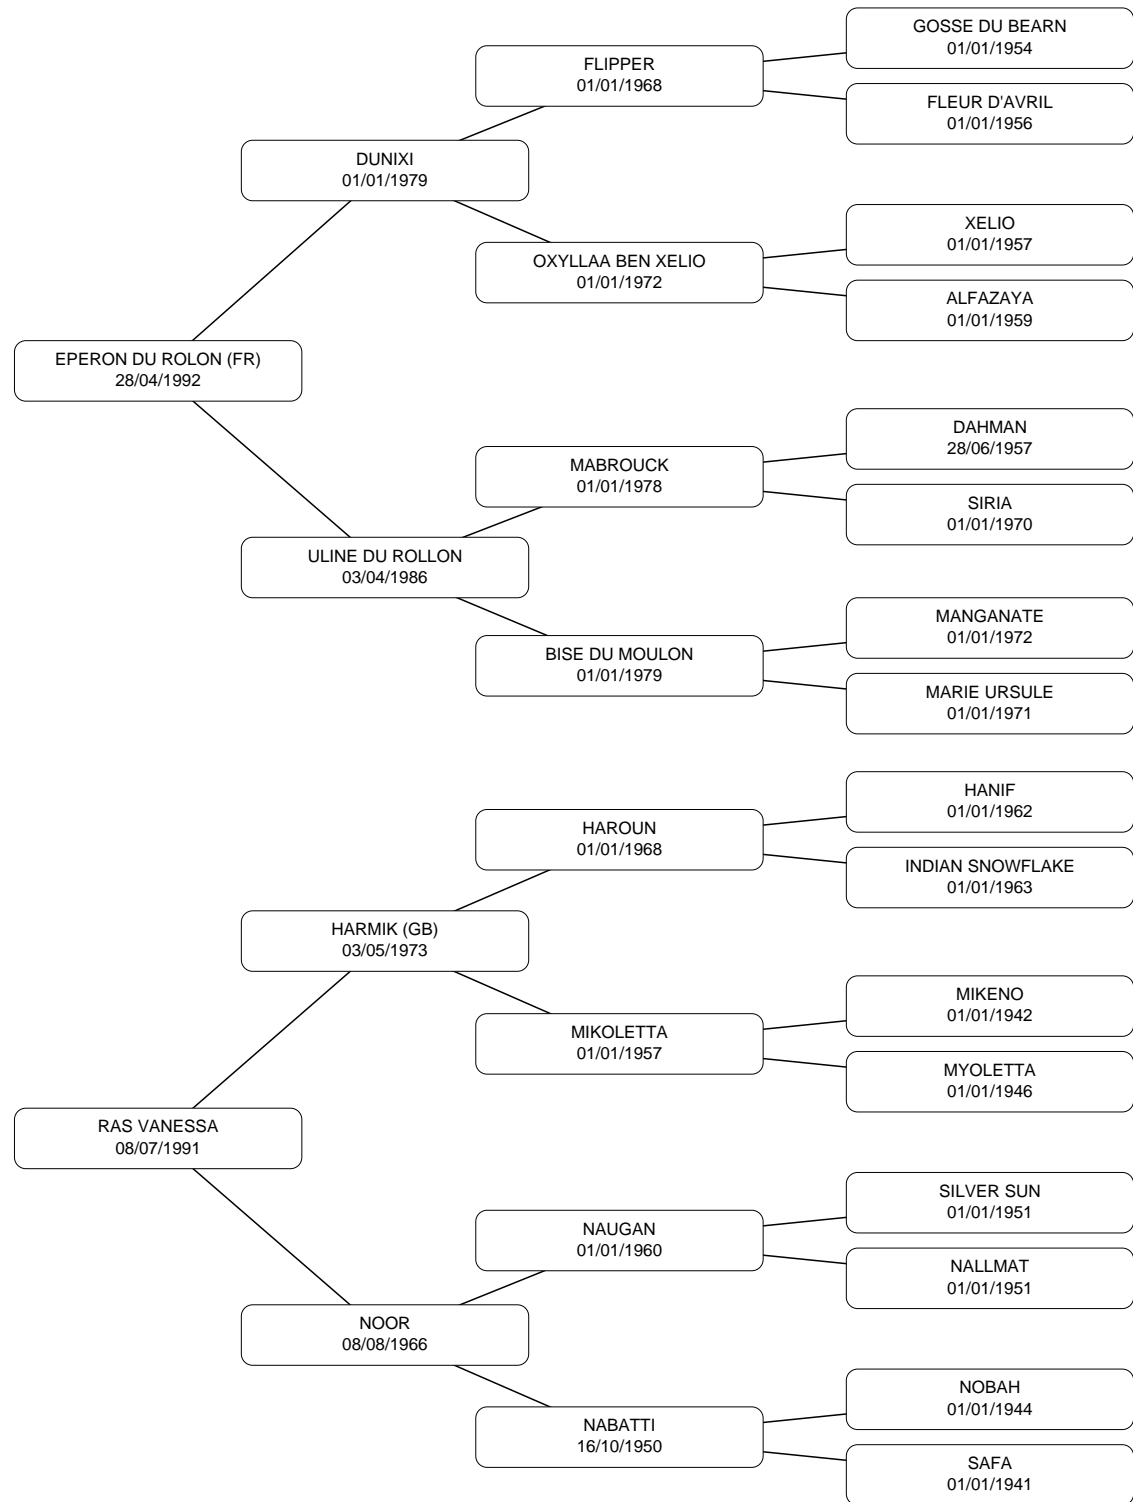 GOSSE DU BEARN
01/01/1954
FLIPPER
01/01/1968
FLEUR D'AVRIL
01/01/1956
DUNIXI
01/01/1979
XELIO
01/01/1957
OXYLLAA BEN XELIO
01/01/1972
ALFAZAYA
01/01/1959
EPERON DU ROLON (FR)
28/04/1992
DAHMAN
28/06/1957
MABROUCK
01/01/1978
SIRIA
01/01/1970
ULINE DU ROLLON
03/04/1986
MANGANATE
01/01/1972
BISE DU MOULON
01/01/1979
MARIE URSULE
01/01/1971
HANIF
01/01/1962
HAROUN
01/01/1968
INDIAN SNOWFLAKE
01/01/1963
HARMIK (GB)
03/05/1973
MIKENO
01/01/1942
MIKOLETTA
01/01/1957
MYOLETTA
01/01/1946
RAS VANESSA
08/07/1991
SILVER SUN
01/01/1951
NAUGAN
01/01/1960
NALLMAT
01/01/1951
NOOR
08/08/1966
NOBAH
01/01/1944
NABATTI
16/10/1950
SAFA
01/01/1941